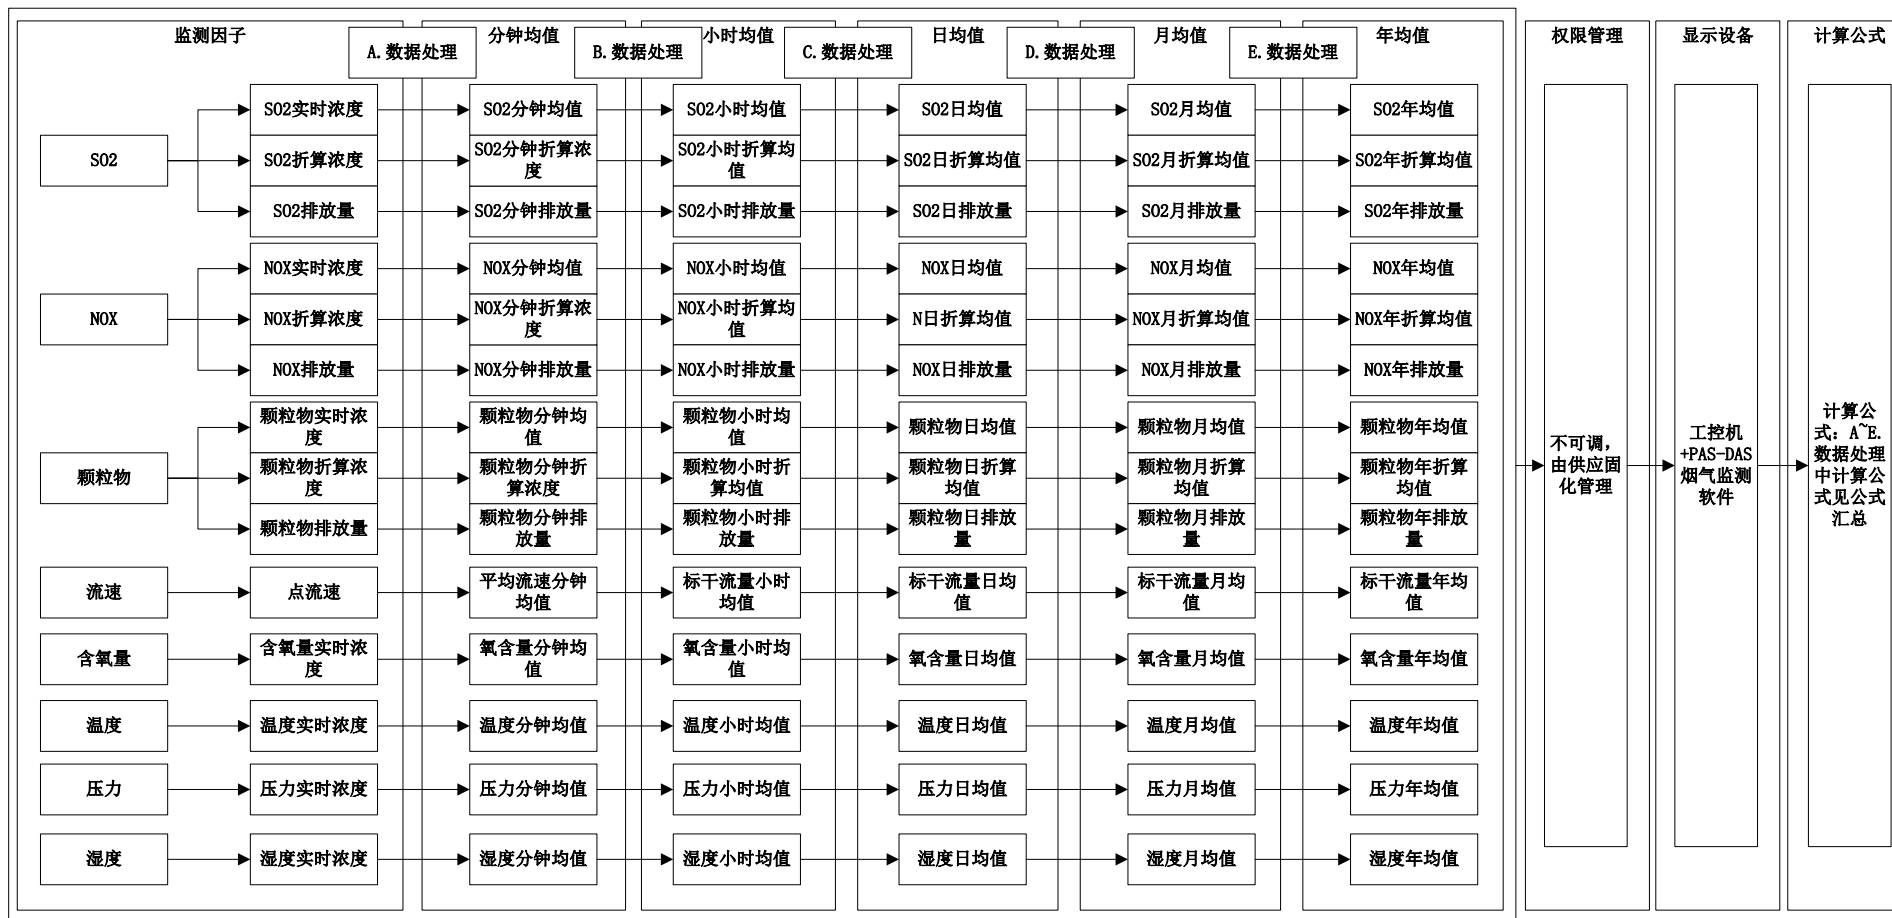 监测因子
A.数据处理
分钟均值
B.数据处理
小时均值
C.数据处理
日均值
D.数据处理
月均值
E.数据处理
年均值
权限管理
显示设备
计算公式
SO2
SO2实时浓度
SO2分钟均值
SO2小时均值
SO2日均值
SO2月均值
SO2年均值
SO2折算浓度
SO2分钟折算浓
度
SO2小时折算均
值
SO2日折算均值
SO2月折算均值
SO2年折算均值
SO2排放量
SO2分钟排放量
SO2小时排放量
SO2日排放量
SO2月排放量
SO2年排放量
NOX
NOX实时浓度
NOX分钟均值
NOX小时均值
NOX日均值
NOX月均值
NOX年均值
NOX折算浓度
NOX分钟折算浓
度
NOX小时折算均
值
N日折算均值
NOX月折算均值
NOX年折算均值
NOX排放量
NOX分钟排放量
NOX小时排放量
NOX日排放量
NOX月排放量
NOX年排放量
颗粒物
颗粒物实时浓
度
颗粒物分钟均
值
颗粒物小时均
值
颗粒物日均值
颗粒物月均值
颗粒物年均值
颗粒物折算浓
度
颗粒物分钟折
算浓度
颗粒物小时折
算均值
颗粒物日折算
均值
颗粒物月折算
均值
颗粒物年折算
均值
颗粒物排放量
颗粒物分钟排
放量
颗粒物小时排
放量
颗粒物日排放
量
颗粒物月排放
量
颗粒物年排放
量
流速
点流速
平均流速分钟
均值
标干流量小时
均值
标干流量日均
值
标干流量月均
值
标干流量年均
值
含氧量
含氧量实时浓
度
氧含量分钟均
值
氧含量小时均
值
氧含量日均值
氧含量月均值
氧含量年均值
温度
温度实时浓度
温度分钟均值
温度小时均值
温度日均值
温度月均值
温度年均值
压力
压力实时浓度
压力分钟均值
压力小时均值
压力日均值
压力月均值
压力年均值
湿度
湿度实时浓度
湿度分钟均值
湿度小时均值
湿度日均值
湿度月均值
湿度年均值
不可调，
由供应固
化管理
工控机
+PAS-DAS
烟气监测
软件
计算公
式：A~E.
数据处理
中计算公
式见公式
汇总